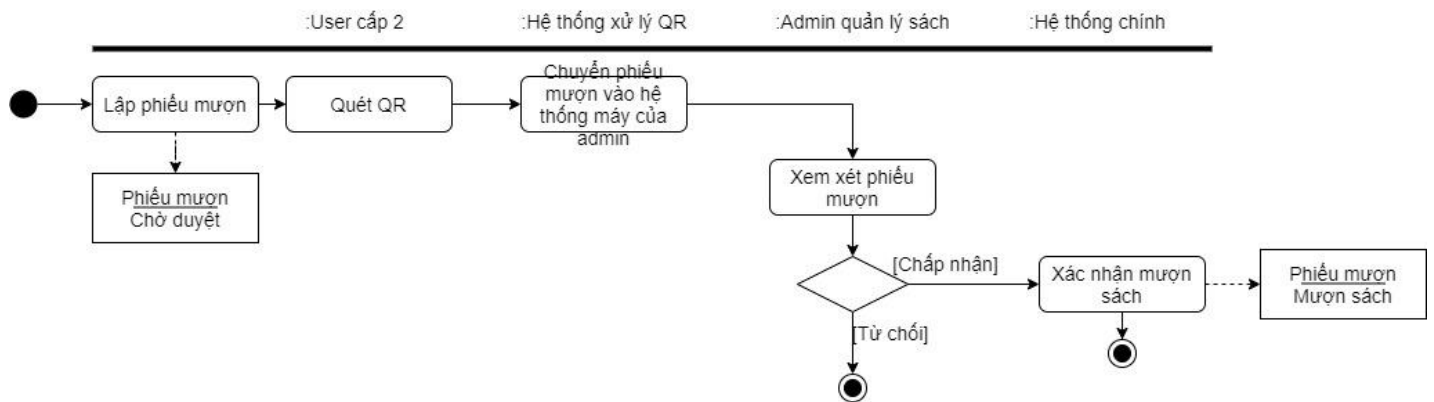 :User cấp 2
:Hệ thống xử lý QR
:Admin quản lý sách
:Hệ thống chính
Lập phiếu mượn
Quét QR
Chuyển phiếu
mượn vào hệ
thống máy của
admin
Phiếu mượn
Chờ duyệt
Xem xét phiếu
mượn
[Chấp nhận]
Xác nhận mượn
sách
Phiếu mượn
Mượn sách
[Từ chối]